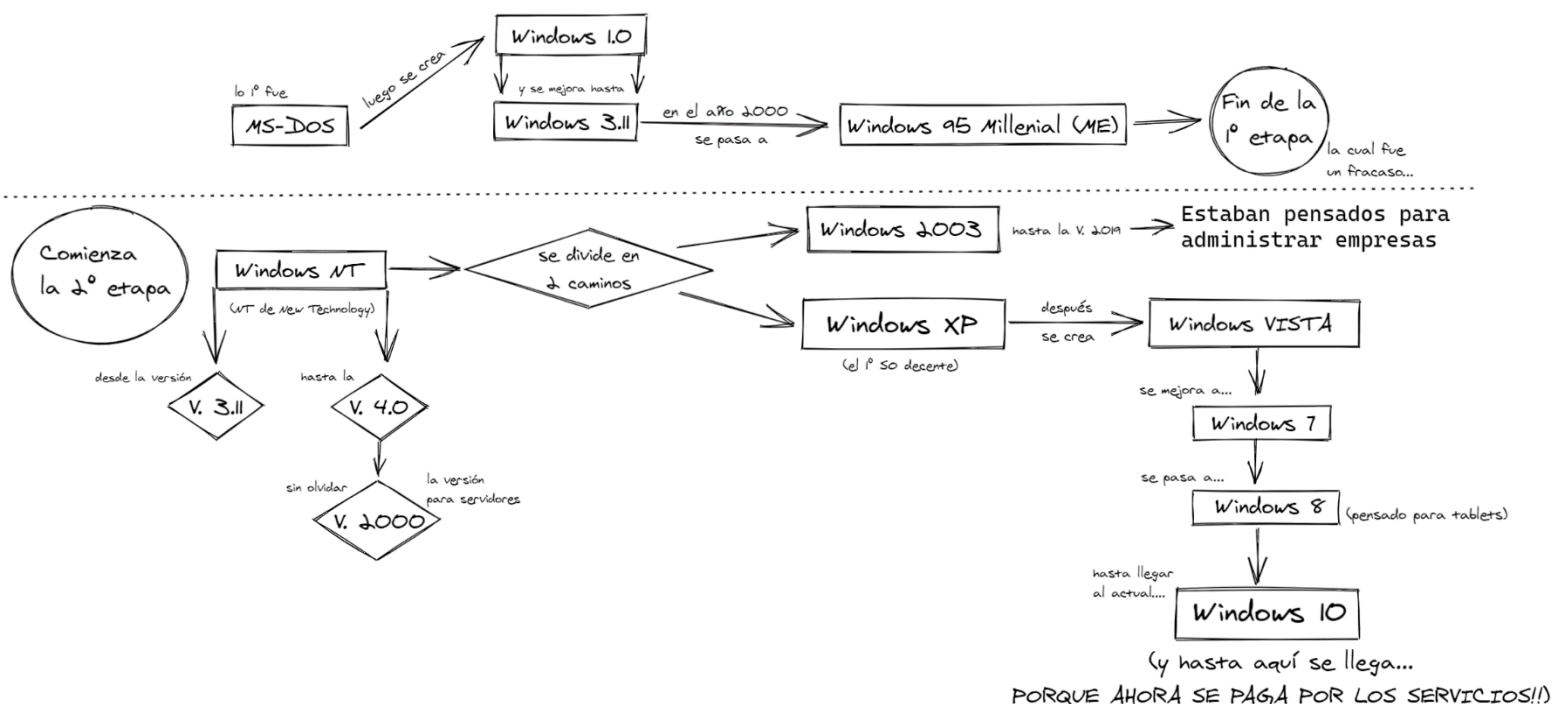 Windows 1.0
lo 1º fue
luego se crea
y se mejora hasta
MS-DOS
Windows 3.11
en el año 2000
se pasa a
Windows 95 Millenial (ME)
Fin de la
1º etapa
la cual fue
un fracaso...
Comienza
la 2º etapa
Windows NT
(NT de New Technology)
se divide en
2 caminos
Windows 2003
hasta la V. 2019
Estaban pensados para
administrar empresas
Windows XP
(el 1º SO decente)
después
se crea
Windows VISTA
desde la versión
V. 3.11
hasta la
V. 4.0
sin olvidar
la versión
para servidores
V. 2000
se mejora a...
Windows 7
se pasa a...
Windows 8
(pensado para tablets)
hasta llegar
al actual....
Windows 10
(y hasta aquí se llega...
PORQUE AHORA SE PAGA POR LOS SERVICIOS!!)